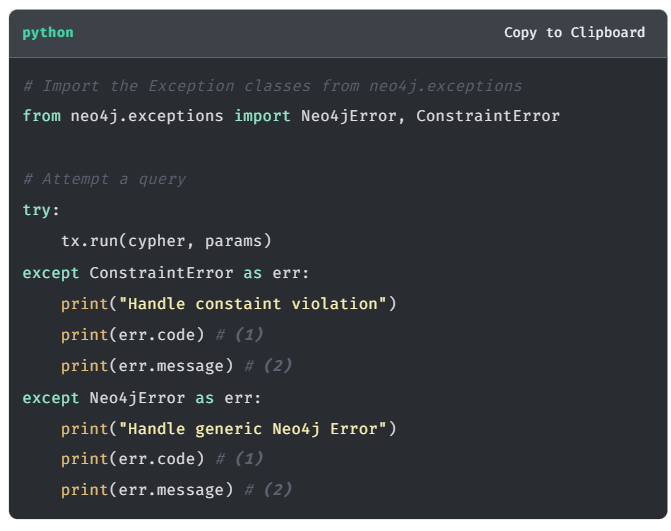 python
Copy to Clipboard
# Import the Exception classes from neo4j.exceptions
from neo4j.exceptions import Neo4jError, ConstraintError
# Attempt a query
try:
    tx.run(cypher, params)
except ConstraintError as err:
    print("Handle constaint violation")
    print(err.code) # (1)
    print(err.message) # (2)
except Neo4jError as err:
    print("Handle generic Neo4j Error")
    print(err.code) # (1)
    print(err.message) # (2)